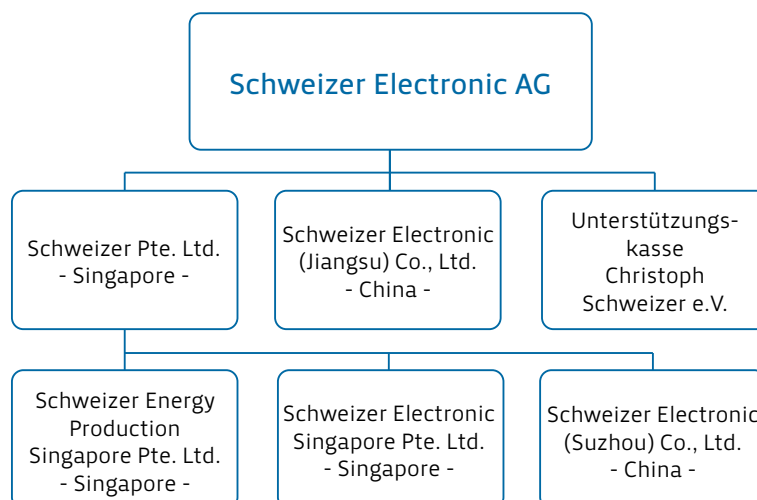 Schweizer Electronic AG
Schweizer Pte. Ltd.
- Singapore -
Schweizer Electronic
(Jiangsu) Co., Ltd.
- China -
Unterstützungs-
kasse
Christoph
Schweizer e.V.
Schweizer Energy
Production
Singapore Pte. Ltd.
- Singapore -
Schweizer Electronic
Singapore Pte. Ltd.
- Singapore -
Schweizer Electronic
(Suzhou) Co., Ltd.
- China -